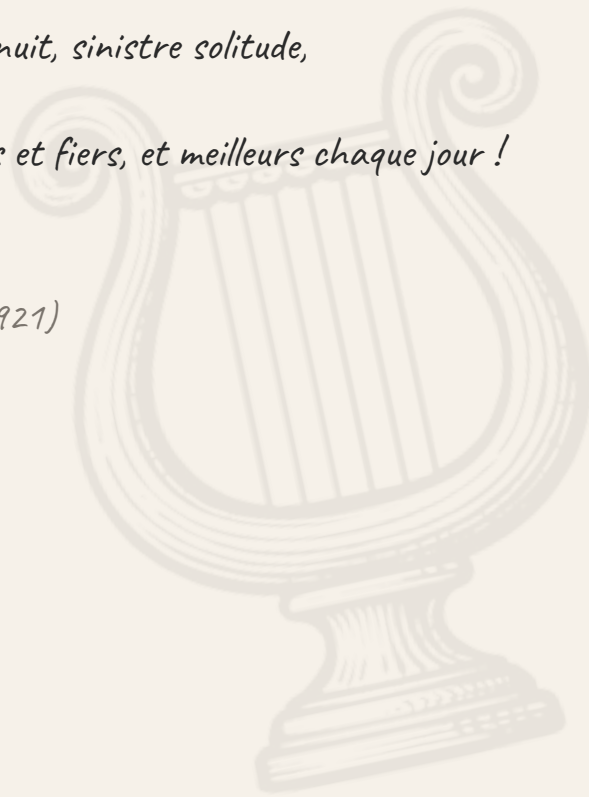 nuit, sinistre solitude,
s et fiers, et meilleurs chaque jour !
921)